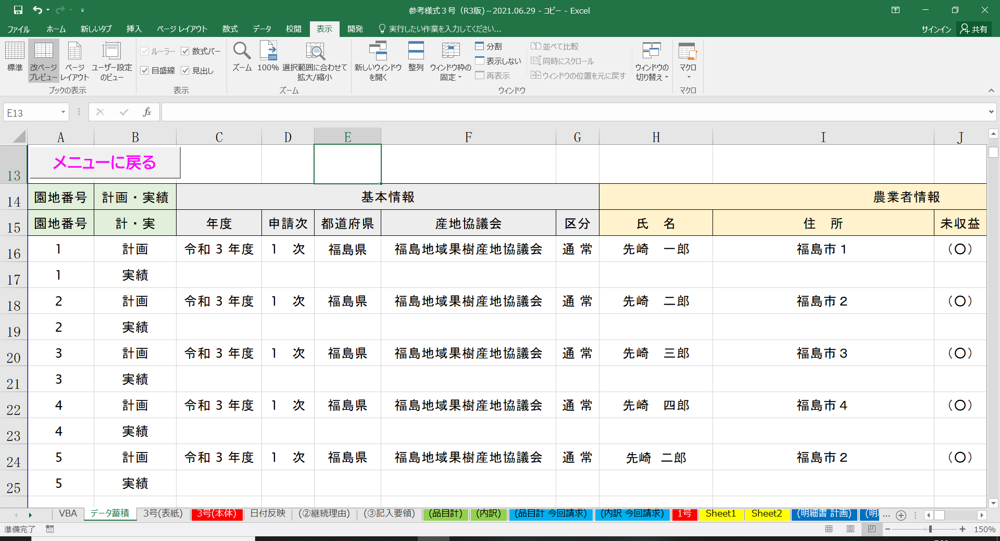 参考様式３号（R3版）－2021.06.29 - コピー - Excel
ファイル ホーム 新しいタブ 挿入 ページ レイアウト 数式 データ 校閲 表示 開発 実行したい作業を入力してください... サインイン 共有
標準 改ページ プレビュー ページ レイアウト ユーザー設定 のビュー
ルーラー 数式バー
目盛線 見出し
ズーム 100% 選択範囲に合わせて 拡大/縮小
新しいウィンドウ を開く 整列 ウィンドウ枠の 固定
分割 表示しない 再表示
並べて比較 同時にスクロール ウィンドウの位置を元に戻す
ウィンドウの 切り替え マクロ
ブックの表示 表示 ズーム ウィンドウ マクロ
E13 fx
A B C D E F G H I J
13 メニューに戻る
14 園地番号 計画・実績 基本情報 農業者情報
15 園地番号 計・実 年度 申請次 都道府県 産地協議会 区分 氏　名 住　所 未収益
16 1 計画 令和 3 年度 1　次 福島県 福島地域果樹産地協議会 通 常 先崎　一郎 福島市１ （〇）
17 1 実績
18 2 計画 令和 3 年度 1　次 福島県 福島地域果樹産地協議会 通 常 先崎　二郎 福島市２ （〇）
19 2 実績
20 3 計画 令和 3 年度 1　次 福島県 福島地域果樹産地協議会 通 常 先崎　三郎 福島市３ （〇）
21 3 実績
22 4 計画 令和 3 年度 1　次 福島県 福島地域果樹産地協議会 通 常 先崎　四郎 福島市４ （〇）
23 4 実績
24 5 計画 令和 3 年度 1　次 福島県 福島地域果樹産地協議会 通 常 先崎 二郎 福島市２ （〇）
25 5 実績
VBA データ蓄積 3号(表紙) 3号(本体) 日付反映 (②継続理由) (③記入要領) (品目計) (内訳) (品目計 今回請求) (内訳 今回請求) 1号 Sheet1 Sheet2 (明細書 計画) ...
準備完了 150%